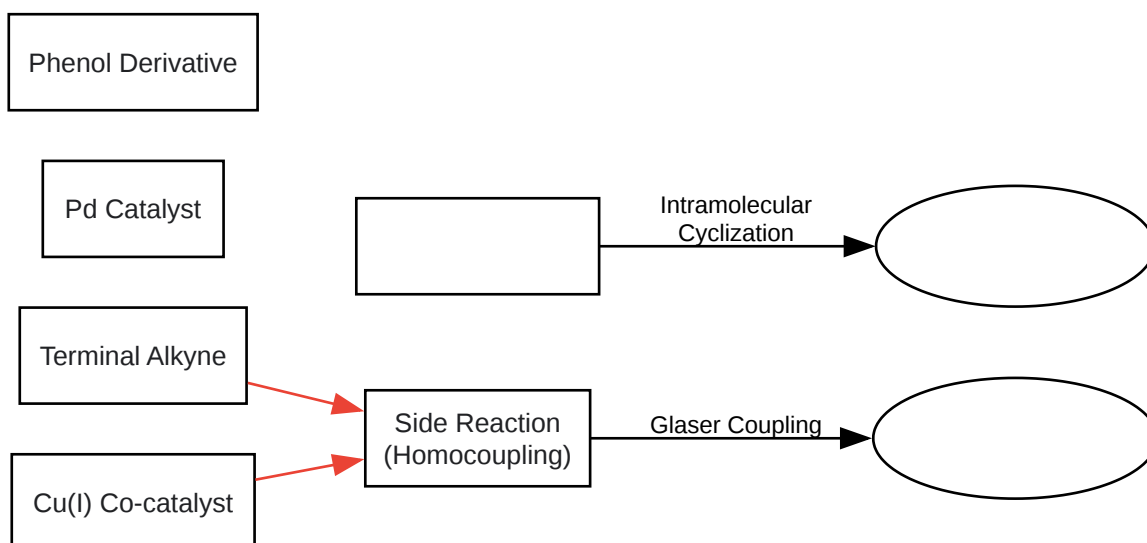 Phenol Derivative
Pd Catalyst
Intramolecular
Cyclization
Terminal Alkyne
Side Reaction
(Homocoupling)
Glaser Coupling
Cu(I) Co-catalyst